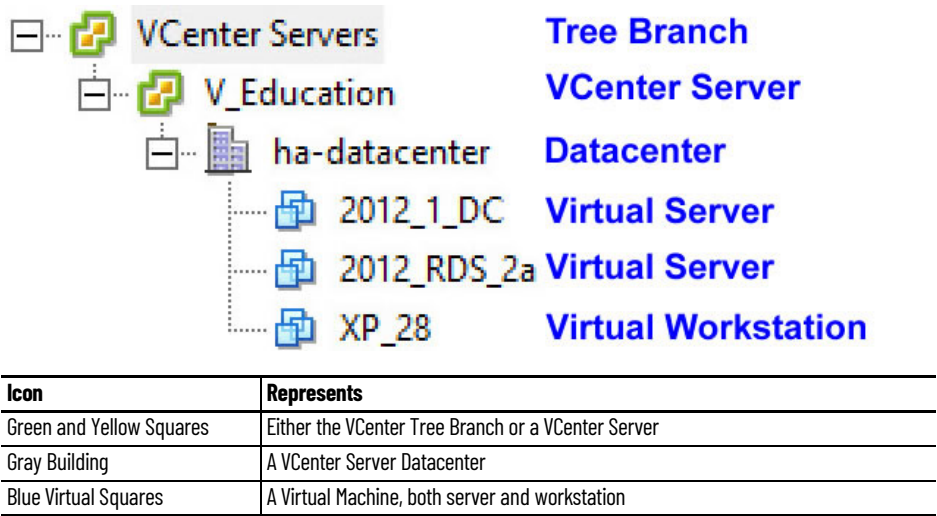 VCenter Servers Tree Branch
V_Education VCenter Server
ha-datacenter Datacenter
2012_1_DC Virtual Server
2012_RDS_2a Virtual Server
XP_28 Virtual Workstation
Icon Represents
Green and Yellow Squares Either the VCenter Tree Branch or a VCenter Server
Gray Building A VCenter Server Datacenter
Blue Virtual Squares A Virtual Machine, both server and workstation